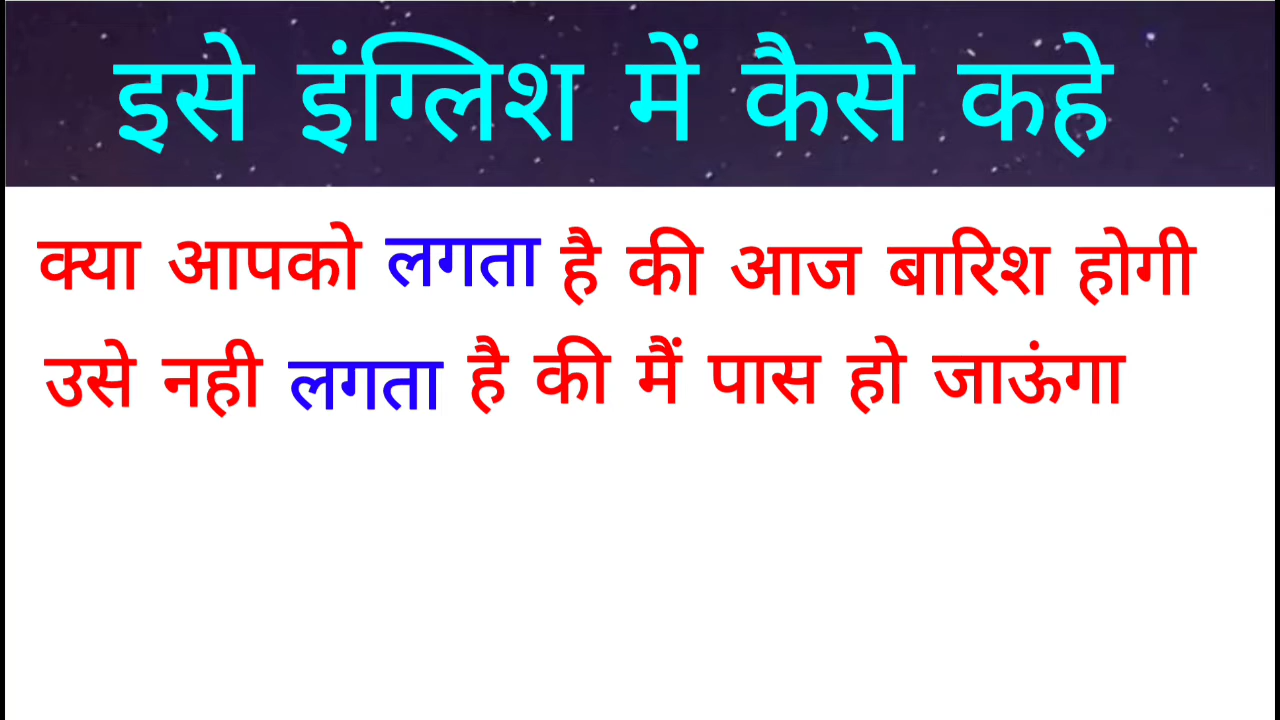 इसे इंग्लिश में कैसे कहे
क्या आपको लगता है की आज बारिश होगी
उसे नही लगता है की मैं पास हो जाऊंगा